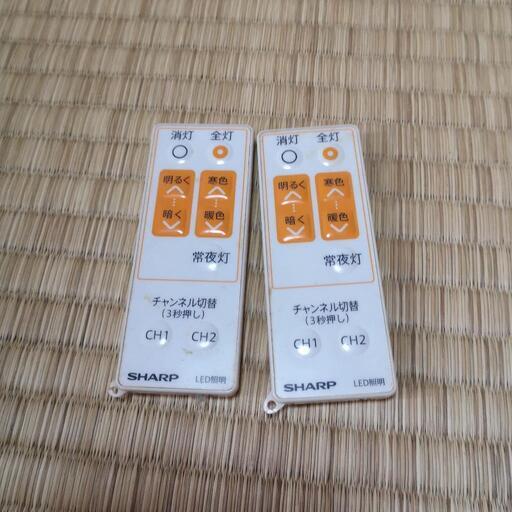 消灯 全灯
明るく 寒色
暗く 暖色
常夜灯
チャンネル切替
(3秒押し)
CH1 CH2
SHARP LED照明
消灯 全灯
明るく 寒色
暗く 暖色
常夜灯
チャンネル切替
(3秒押し)
CH1 CH2
SHARP LED照明